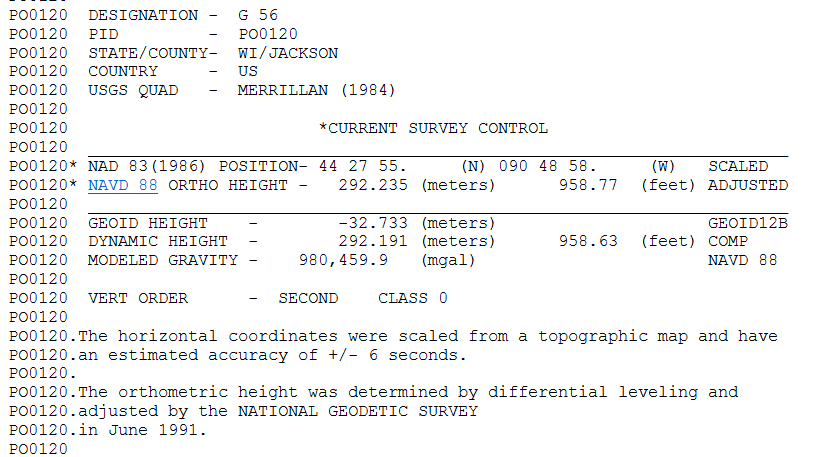 PO0120  DESIGNATION -  G 56
PO0120  PID         -  PO0120
PO0120  STATE/COUNTY-  WI/JACKSON
PO0120  COUNTRY     -  US
PO0120  USGS QUAD   -  MERRILLAN (1984)
PO0120
PO0120                         *CURRENT SURVEY CONTROL
PO0120
PO0120* NAD 83(1986) POSITION- 44 27 55.     (N) 090 48 58.     (W)   SCALED
PO0120* NAVD 88 ORTHO HEIGHT -   292.235 (meters)      958.77  (feet) ADJUSTED
PO0120
PO0120  GEOID HEIGHT    -        -32.733 (meters)                     GEOID12B
PO0120  DYNAMIC HEIGHT  -        292.191 (meters)      958.63  (feet) COMP
PO0120  MODELED GRAVITY -    980,459.9   (mgal)                       NAVD 88
PO0120
PO0120  VERT ORDER      -  SECOND    CLASS 0
PO0120
PO0120.The horizontal coordinates were scaled from a topographic map and have
PO0120.an estimated accuracy of +/- 6 seconds.
PO0120.
PO0120.The orthometric height was determined by differential leveling and
PO0120.adjusted by the NATIONAL GEODETIC SURVEY
PO0120.in June 1991.
PO0120